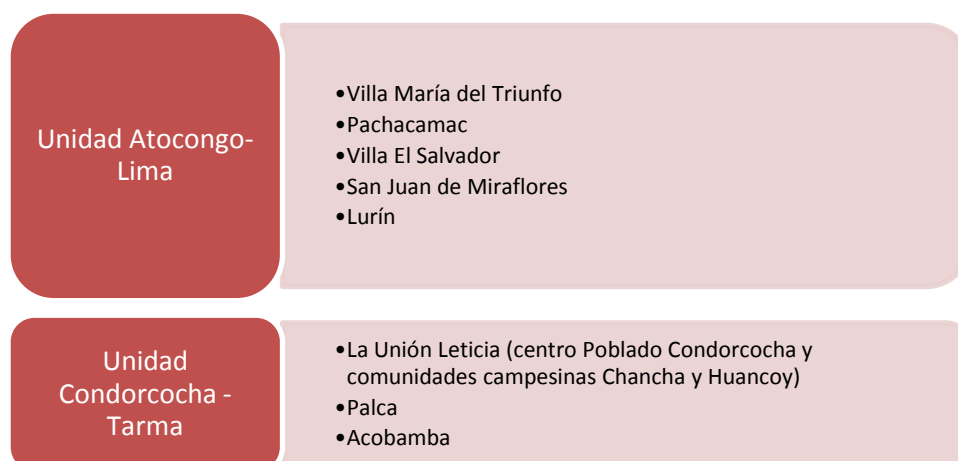 Unidad Atocongo-
Lima
•Villa María del Triunfo
•Pachacamac
•Villa El Salvador
•San Juan de Miraflores
•Lurín
Unidad
Condorcocha -
Tarma
•La Unión Leticia (centro Poblado Condorcocha y
comunidades campesinas Chancha y Huancoy)
•Palca
•Acobamba